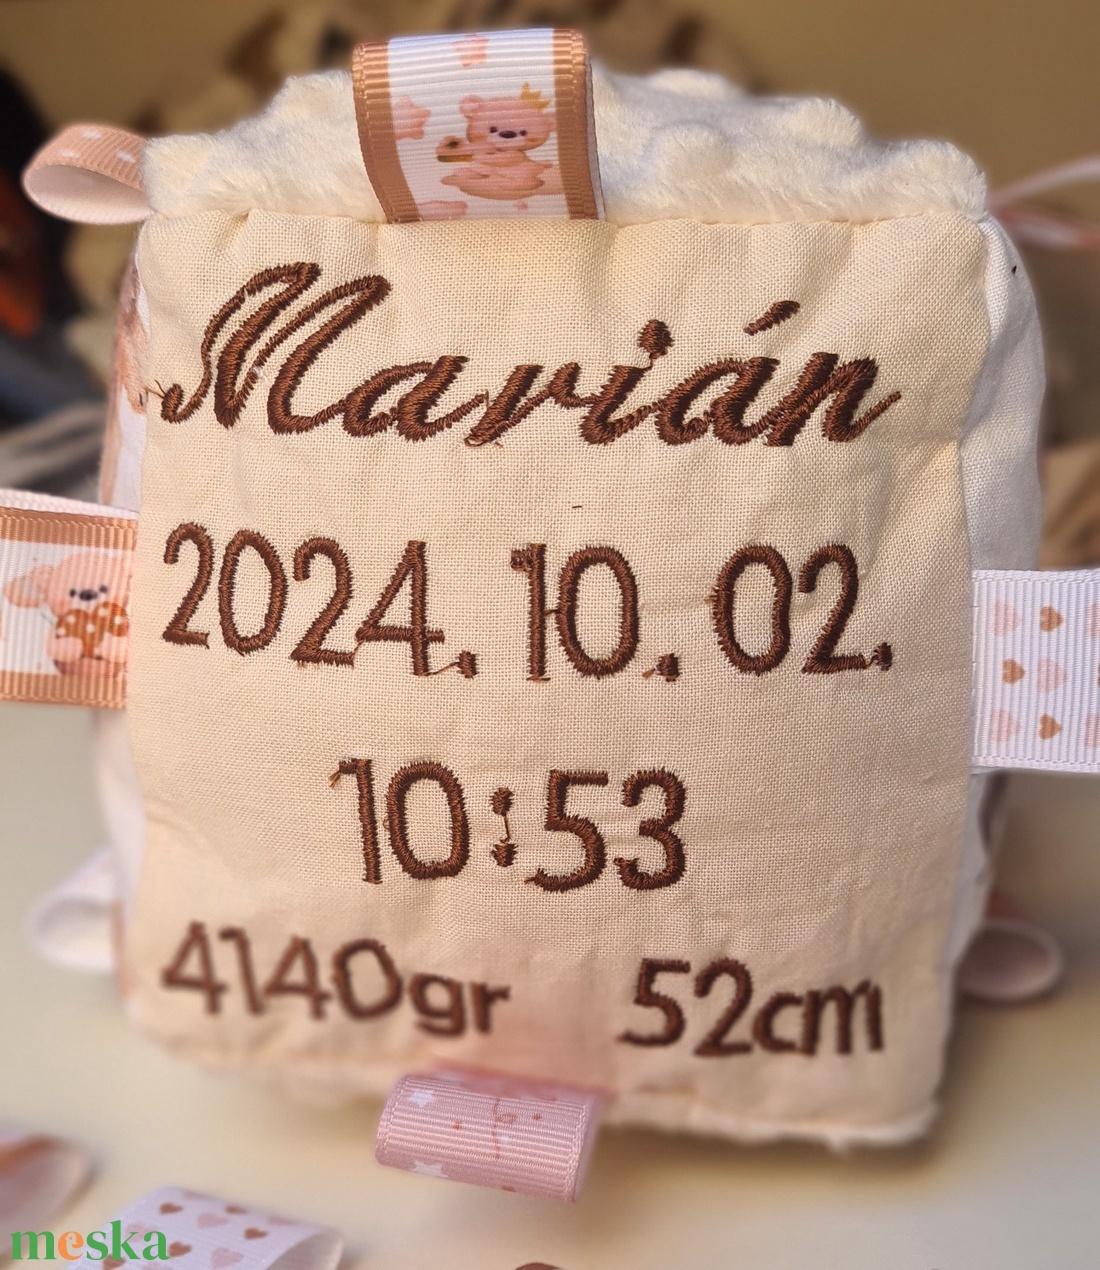 Marián
2024. 10. 02.
10:53
4140gr 52cm
meska